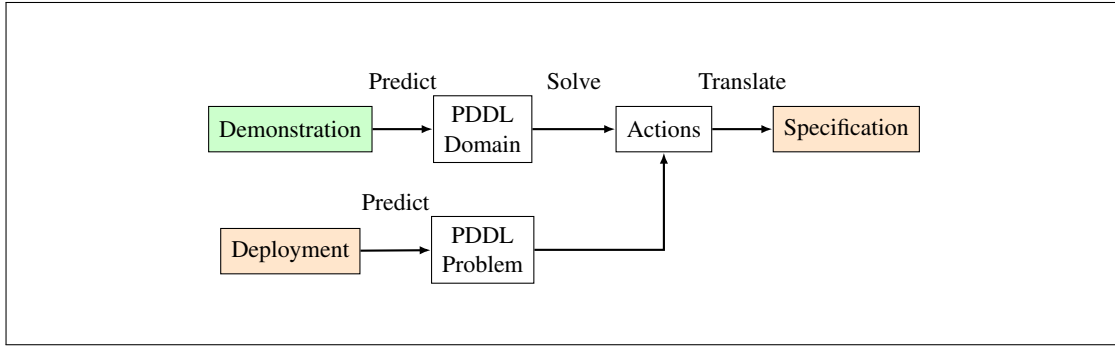 Predict
Solve
Translate
Demonstration
PDDL
Domain
Actions
Specification
Predict
Deployment
PDDL
Problem